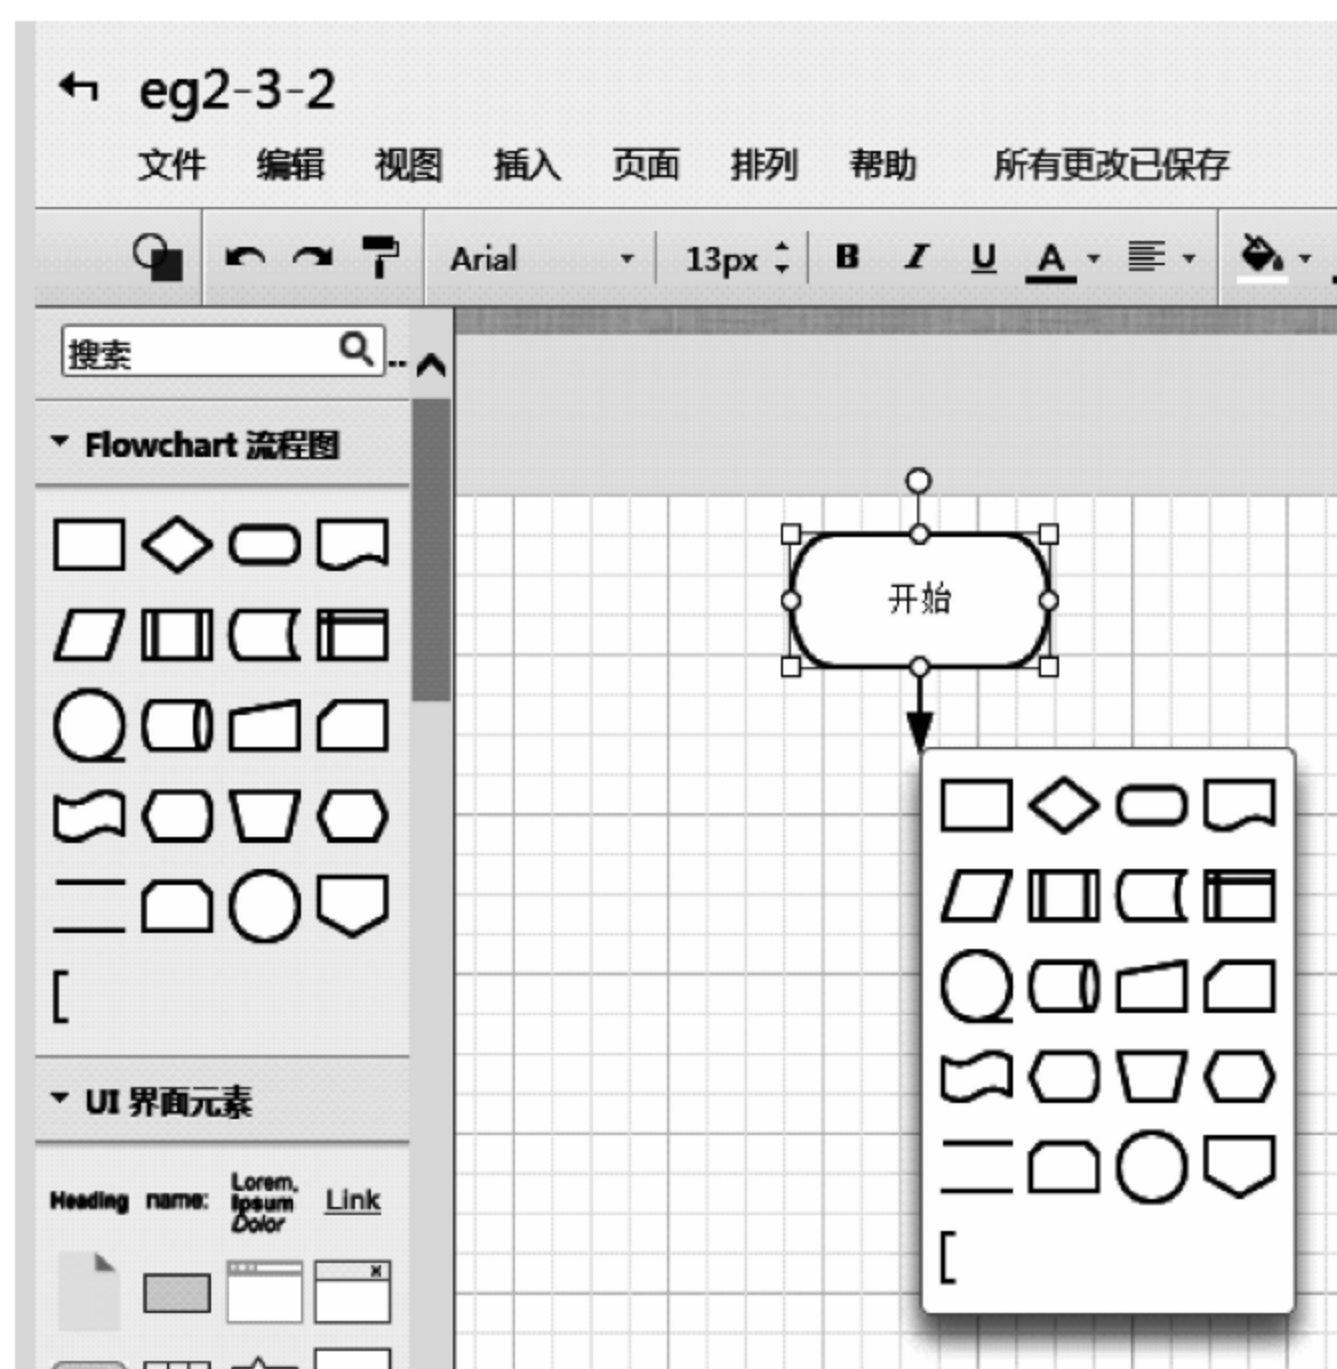 eg2-3-2
文件 编辑 视图 插入 页面 排列 帮助 所有更改已保存
Arial 13px B I U A
搜索 ..
Flowchart 流程图
开始
UI 界面元素
Heading name: Lorem, Ipsum Dolor Link